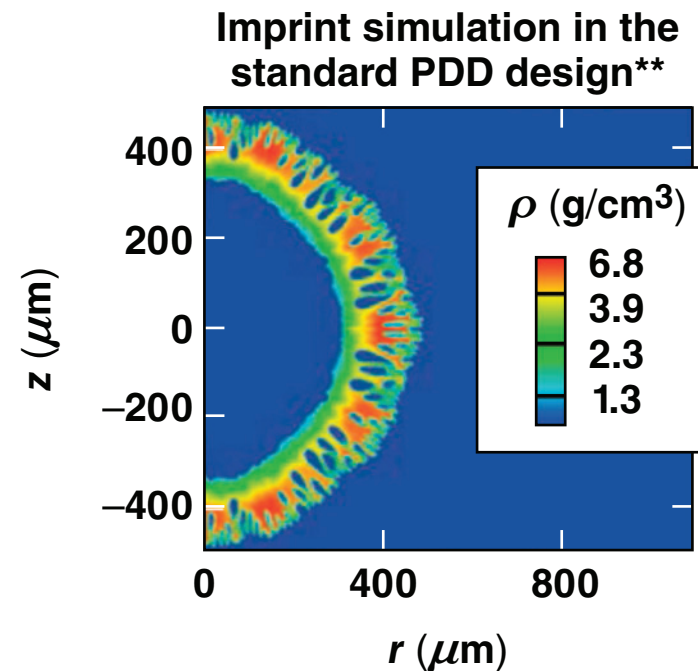 Imprint simulation in the
standard PDD design**
400
200
0
–200
–400
z (μm)
ρ (g/cm³)
6.8
3.9
2.3
1.3
0
400
800
r (μm)